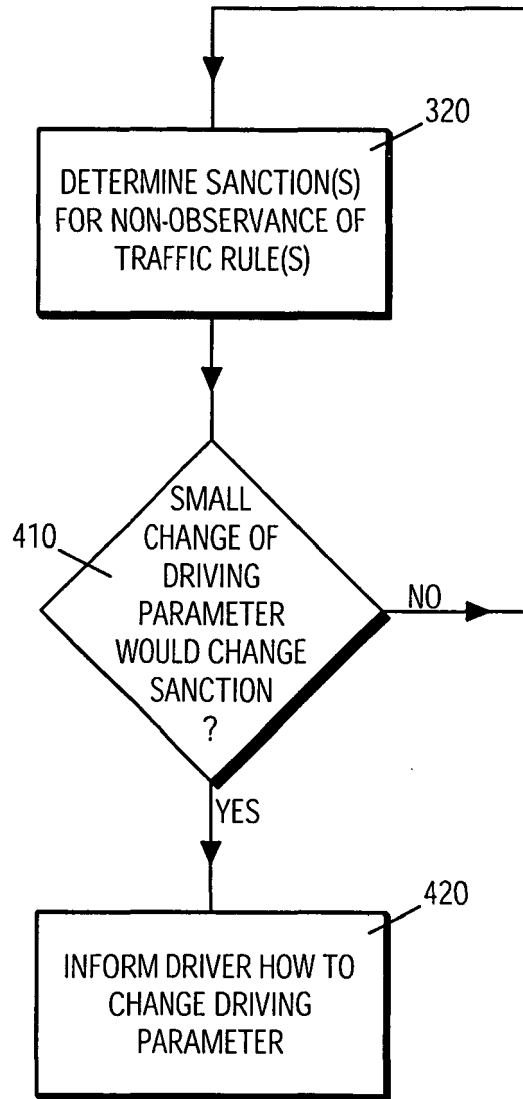 320
DETERMINE SANCTION(S)
FOR NON-OBSERVANCE OF
TRAFFIC RULE(S)
410
SMALL
CHANGE OF
DRIVING
PARAMETER
WOULD CHANGE
SANCTION
?
NO
YES
420
INFORM DRIVER HOW TO
CHANGE DRIVING
PARAMETER